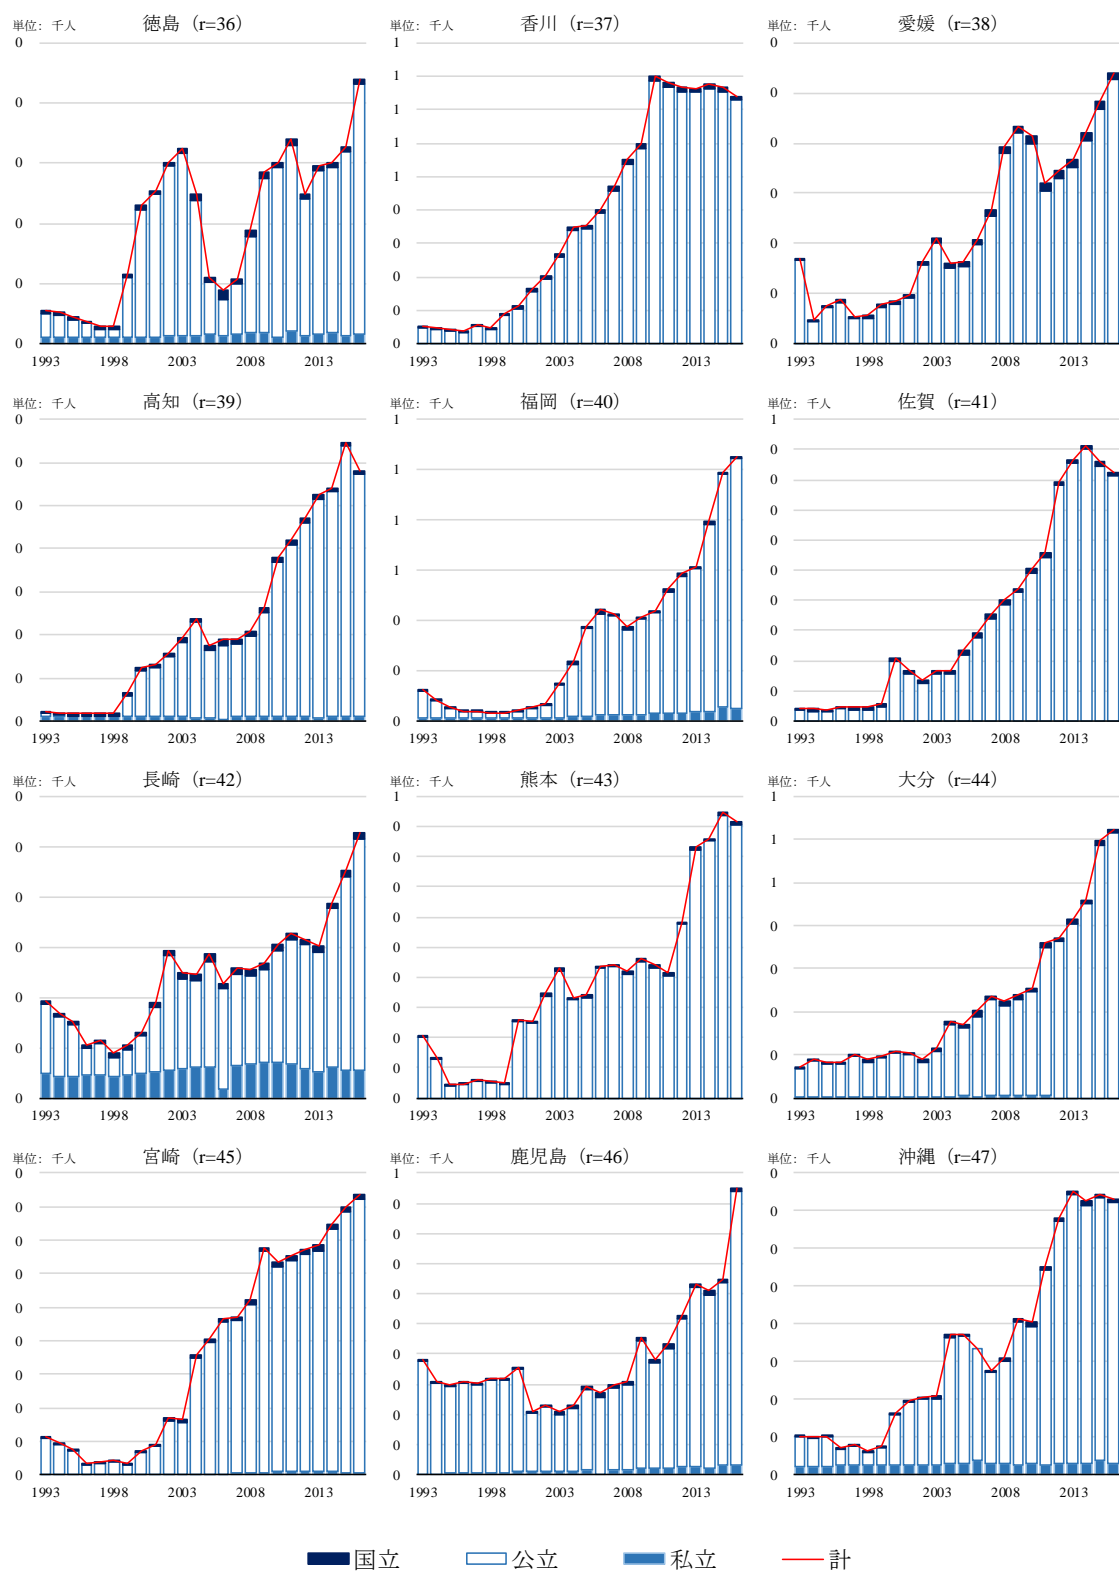 単位：千人 徳島（r=36） 単位：千人 香川（r=37） 単位：千人 愛媛（r=38）
0 1 0
0 1 0
0 1 0
0 1 0
0 1 0
0 0 0
0 0 0
0
0
0
1993 1998 2003 2008 2013 1993 1998 2003 2008 2013 1993 1998 2003 2008 2013
単位：千人 高知（r=39） 単位：千人 福岡（r=40） 単位：千人 佐賀（r=41）
0 1 1
0 1 0
0 1 0
0 1 0
0 0 0
0 0 0
0 0 0
0 0
0
0
0
1993 1998 2003 2008 2013 1993 1998 2003 2008 2013 1993 1998 2003 2008 2013
単位：千人 長崎（r=42） 単位：千人 熊本（r=43） 単位：千人 大分（r=44）
0 1 1
0 0 1
0 0 1
0 0 0
0 0 0
0 0 0
0 0 0
0 0
0
0
0
1993 1998 2003 2008 2013 1993 1998 2003 2008 2013 1993 1998 2003 2008 2013
単位：千人 宮崎（r=45） 単位：千人 鹿児島（r=46） 単位：千人 沖縄（r=47）
0 1 0
0 0 0
0 0 0
0 0 0
0 0 0
0 0 0
0 0 0
0 0 0
0 0 0
0 0
0
1993 1998 2003 2008 2013 1993 1998 2003 2008 2013 1993 1998 2003 2008 2013
国立 公立 私立 計